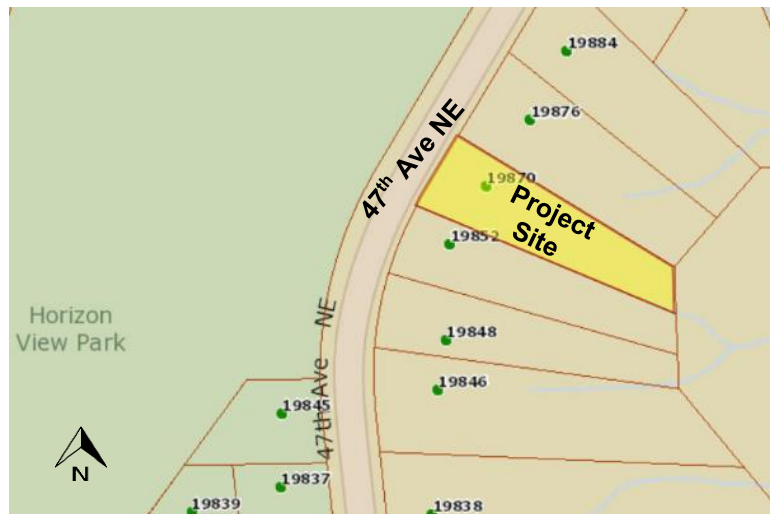 19884
19876
47th Ave NE
19870
Project
Site
19852
47th Ave NE
Horizon
View Park
19848
19846
19845
19837
19839
19838
N